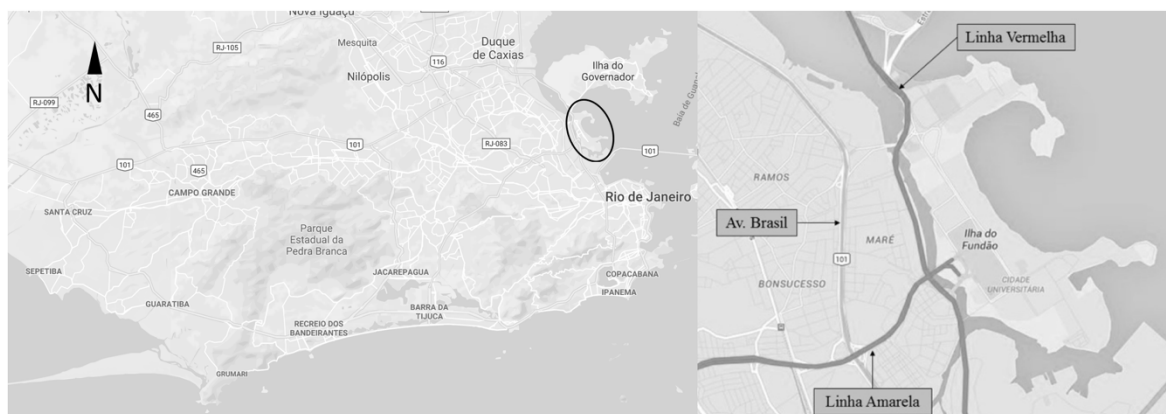 Nova Iguaçu
RJ-105
Mesquita
Duque
de Caxias
116
Ilha do
Governador
Nilópolis
N
RJ-099
465
101
RJ-083
101
101
465
CAMPO GRANDE
Rio de Janeiro
SANTA CRUZ
Parque
Estadual da
Pedra Branca
SEPETIBA
JACAREPAGUA
COPACABANA
IPANEMA
GUARATIBA
BARRA DA
TIJUCA
RECREIO DOS
BANDEIRANTES
GRUMARI
Linha Vermelha
RAMOS
Av. Brasil
MARÉ
Ilha do
Fundão
101
CIDADE
UNIVERSITÁRIA
BONSUCESSO
Linha Amarela